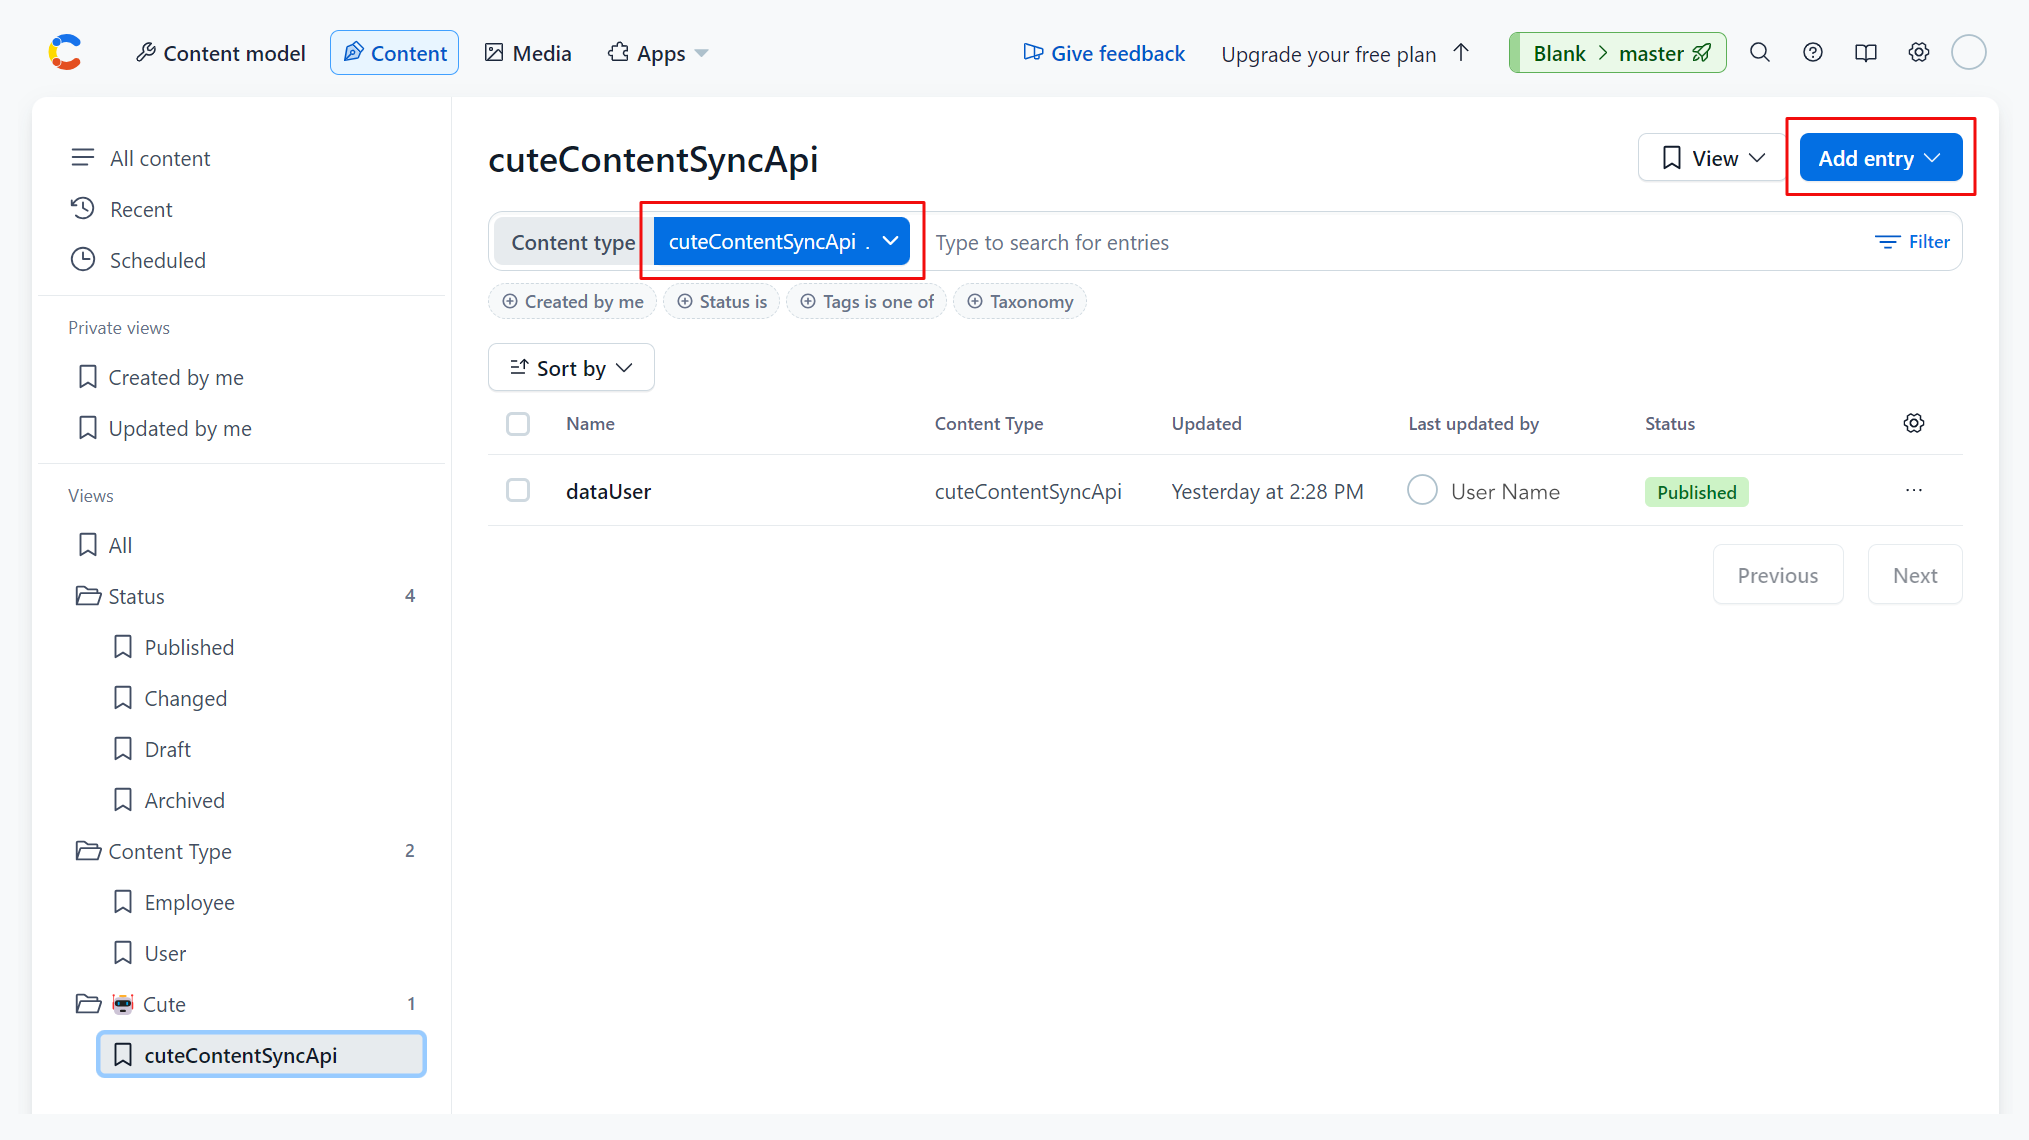 Content model Content Media Apps Give feedback Upgrade your free plan Blank > master
All content
Recent
Scheduled
Private views
Created by me
Updated by me
Views
All
Status 4
Published
Changed
Draft
Archived
Content Type 2
Employee
User
Cute 1
cuteContentSyncApi
cuteContentSyncApi View Add entry
Content type cuteContentSyncApi . Type to search for entries Filter
Created by me Status is Tags is one of Taxonomy
Sort by
Name Content Type Updated Last updated by Status
dataUser cuteContentSyncApi Yesterday at 2:28 PM User Name Published ...
Previous Next